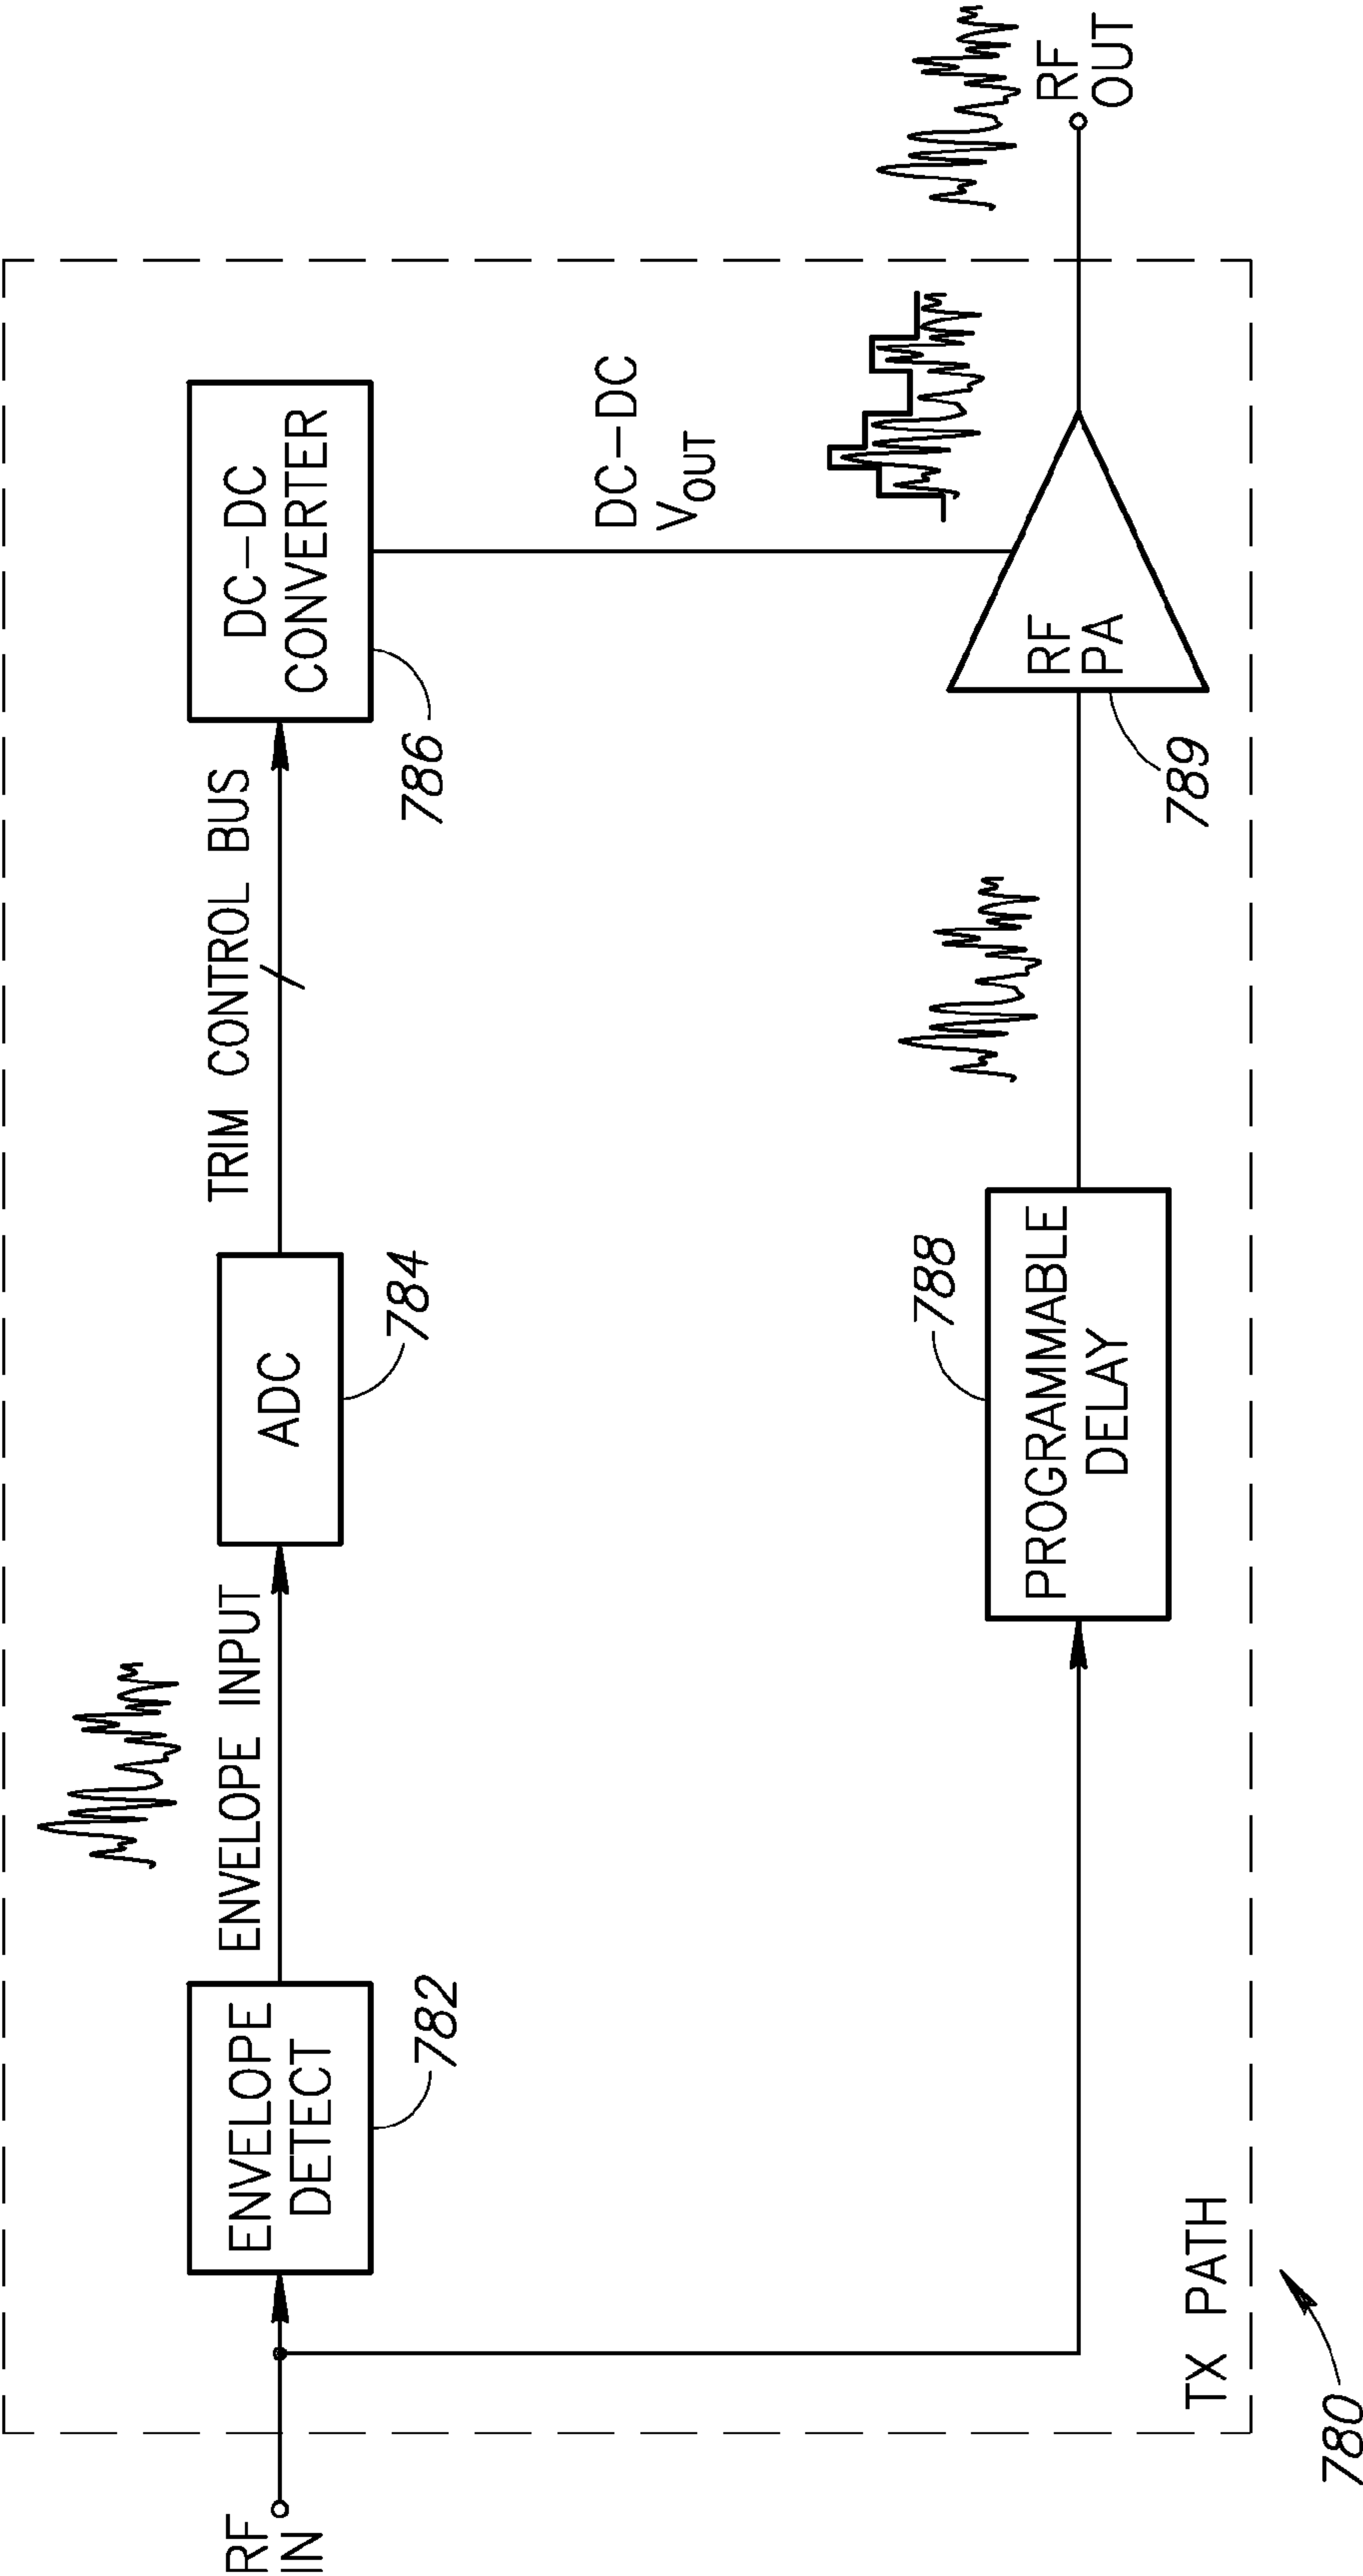 RF
IN
ENVELOPE
DETECT
782
ENVELOPE INPUT
ADC
784
TRIM CONTROL BUS
DC–DC
CONVERTER
786
DC–DC
VOUT
PROGRAMMABLE
DELAY
788
RF
PA
789
RF
OUT
TX PATH
780